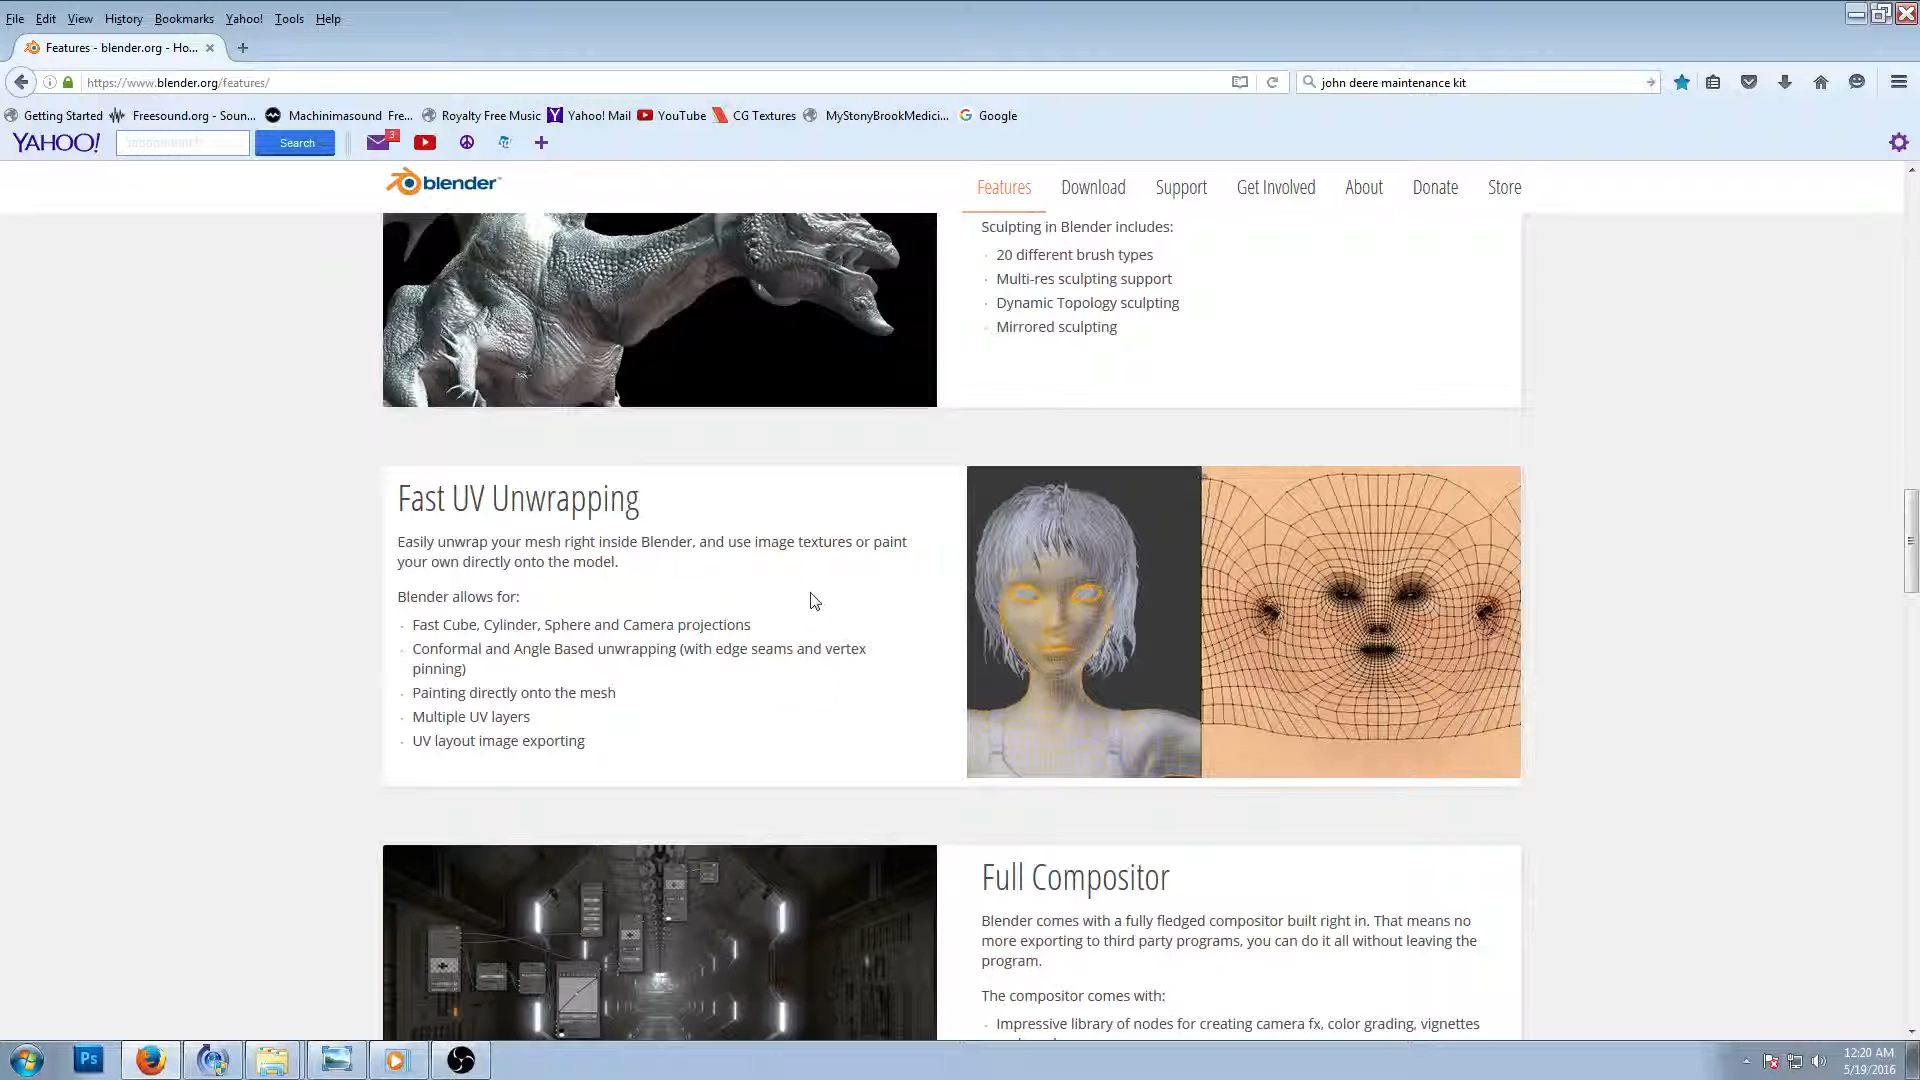 File Edit View History Bookmarks Yahoo! Tools Help
Features - blender.org - Ho...
https://www.blender.org/features/
john deere maintenance kit
Getting Started Freesound.org - Soun... Machinimasound Fre... Royalty Free Music Yahoo! Mail YouTube CG Textures MyStonyBrookMedici... Google
YAHOO! Search 3
blender
Features Download Support Get Involved About Donate Store
Sculpting in Blender includes:
20 different brush types
Multi-res sculpting support
Dynamic Topology sculpting
Mirrored sculpting
Fast UV Unwrapping
Easily unwrap your mesh right inside Blender, and use image textures or paint
your own directly onto the model.
Blender allows for:
Fast Cube, Cylinder, Sphere and Camera projections
Conformal and Angle Based unwrapping (with edge seams and vertex
pinning)
Painting directly onto the mesh
Multiple UV layers
UV layout image exporting
Full Compositor
Blender comes with a fully fledged compositor built right in. That means no
more exporting to third party programs, you can do it all without leaving the
program.
The compositor comes with:
Impressive library of nodes for creating camera fx, color grading, vignettes
Ps
12:20 AM
5/19/2016